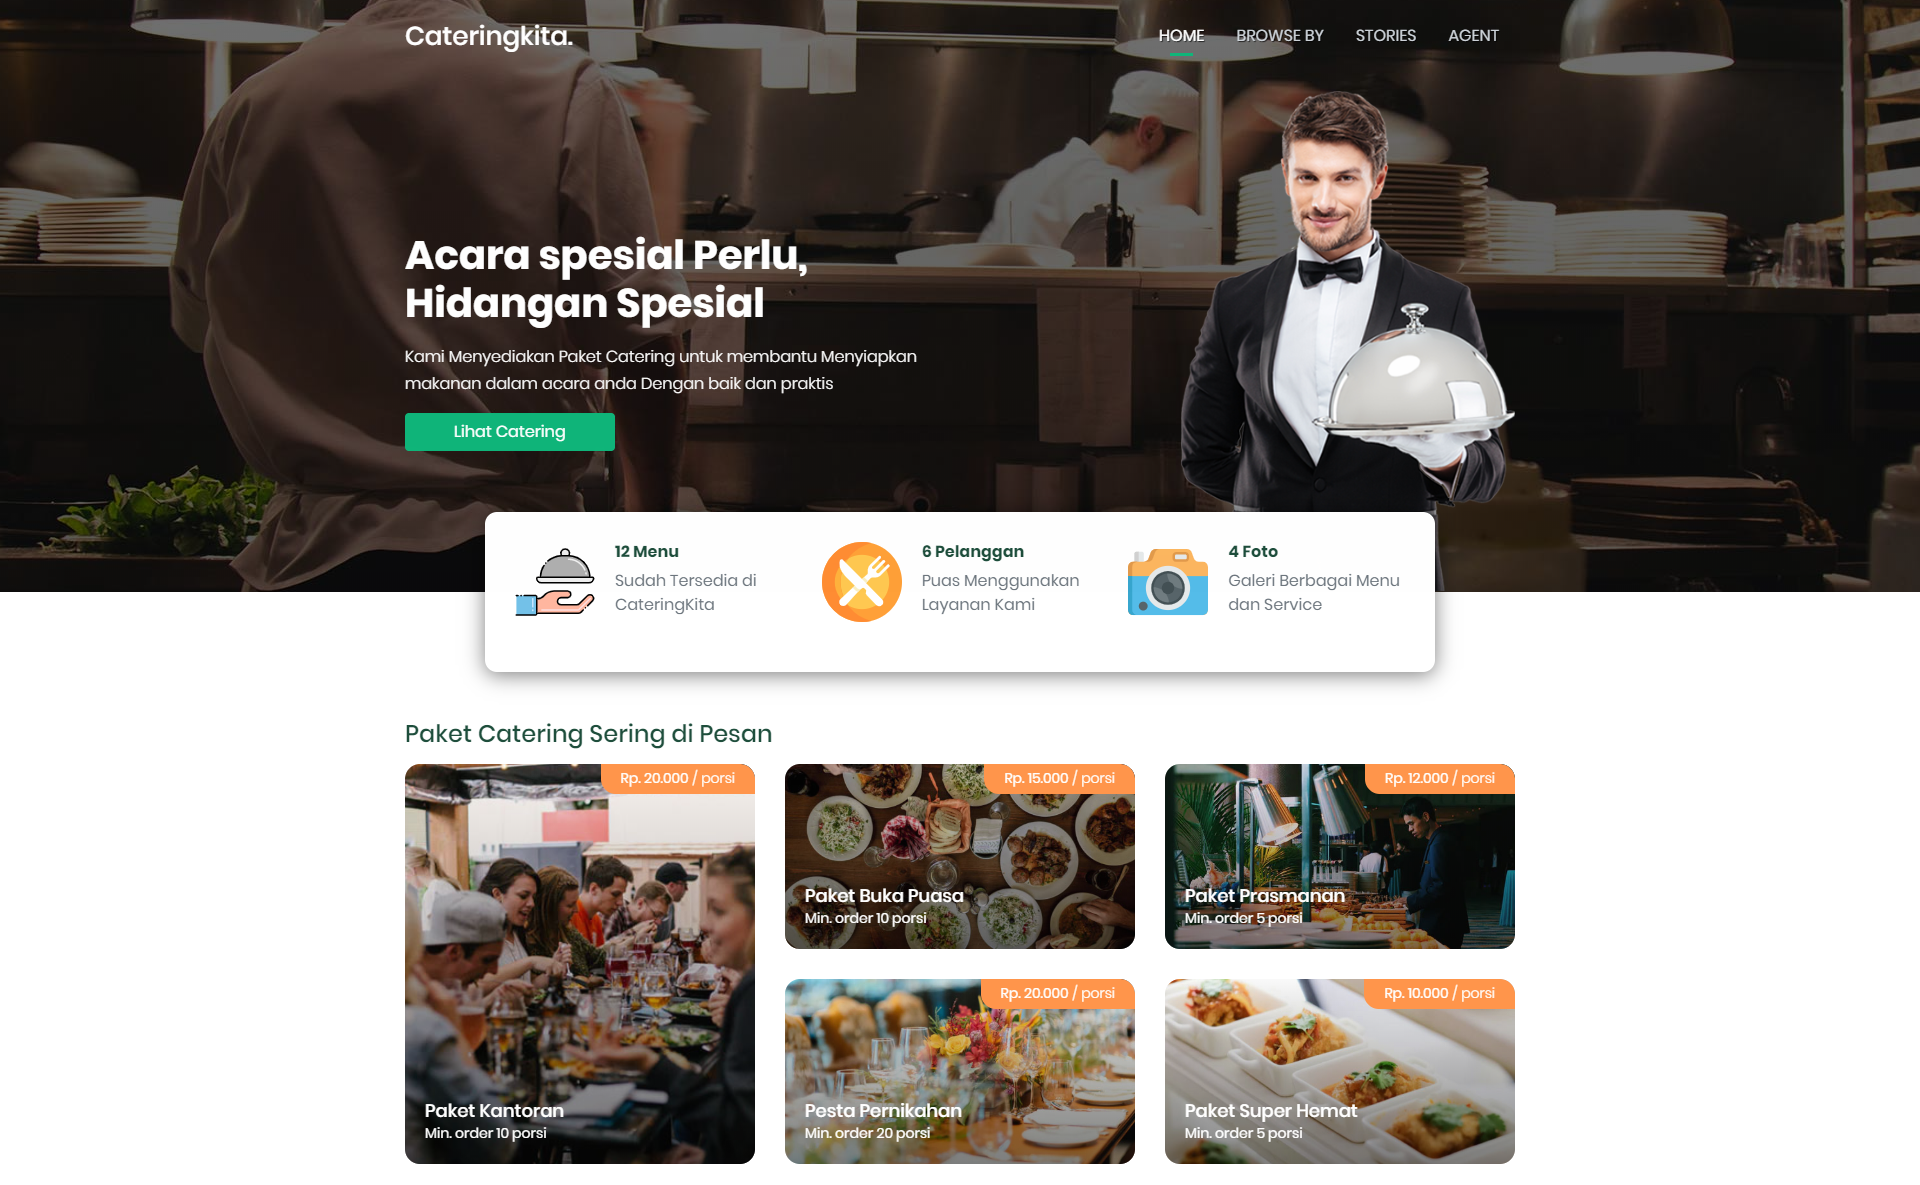 Cateringkita.
HOME
BROWSE BY
STORIES
AGENT
Acara spesial Perlu,
Hidangan Spesial
Kami Menyediakan Paket Catering untuk membantu Menyiapkan
makanan dalam acara anda Dengan baik dan praktis
Lihat Catering
12 Menu
Sudah Tersedia di
CateringKita
6 Pelanggan
Puas Menggunakan
Layanan Kami
4 Foto
Galeri Berbagai Menu
dan Service
Paket Catering Sering di Pesan
Rp. 20.000 / porsi
Paket Kantoran
Min. order 10 porsi
Rp. 15.000 / porsi
Paket Buka Puasa
Min. order 10 porsi
Rp. 12.000 / porsi
Paket Prasmanan
Min. order 5 porsi
Rp. 20.000 / porsi
Pesta Pernikahan
Min. order 20 porsi
Rp. 10.000 / porsi
Paket Super Hemat
Min. order 5 porsi